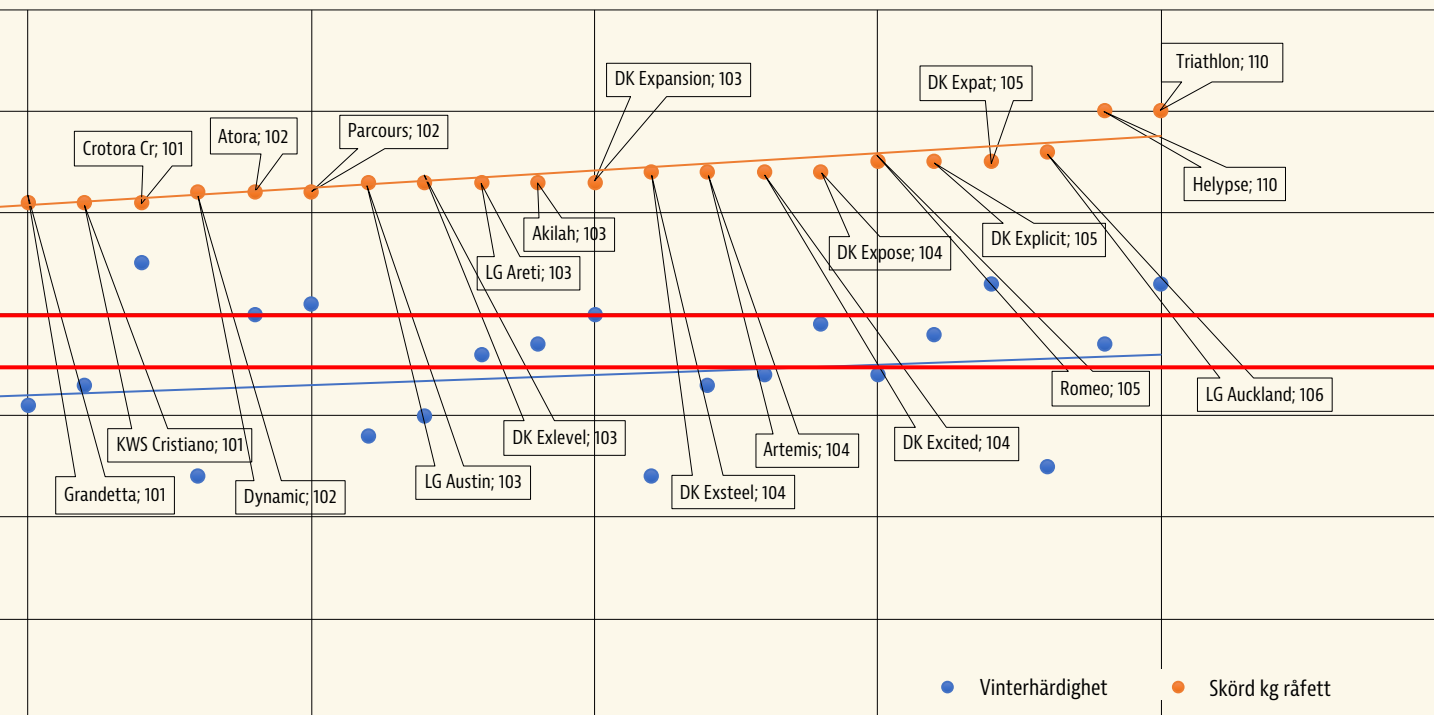 Triathlon; 110
DK Expansion; 103
DK Expat; 105
Parcours; 102
Atora; 102
Crotora Cr; 101
Helypse; 110
Akilah; 103
DK Explicit; 105
DK Expose; 104
LG Areti; 103
Romeo; 105
LG Auckland; 106
DK Exlevel; 103
KWS Cristiano; 101
DK Excited; 104
Artemis; 104
LG Austin; 103
DK Exsteel; 104
Grandetta; 101
Dynamic; 102
Vinterhärdighet
Skörd kg råfett